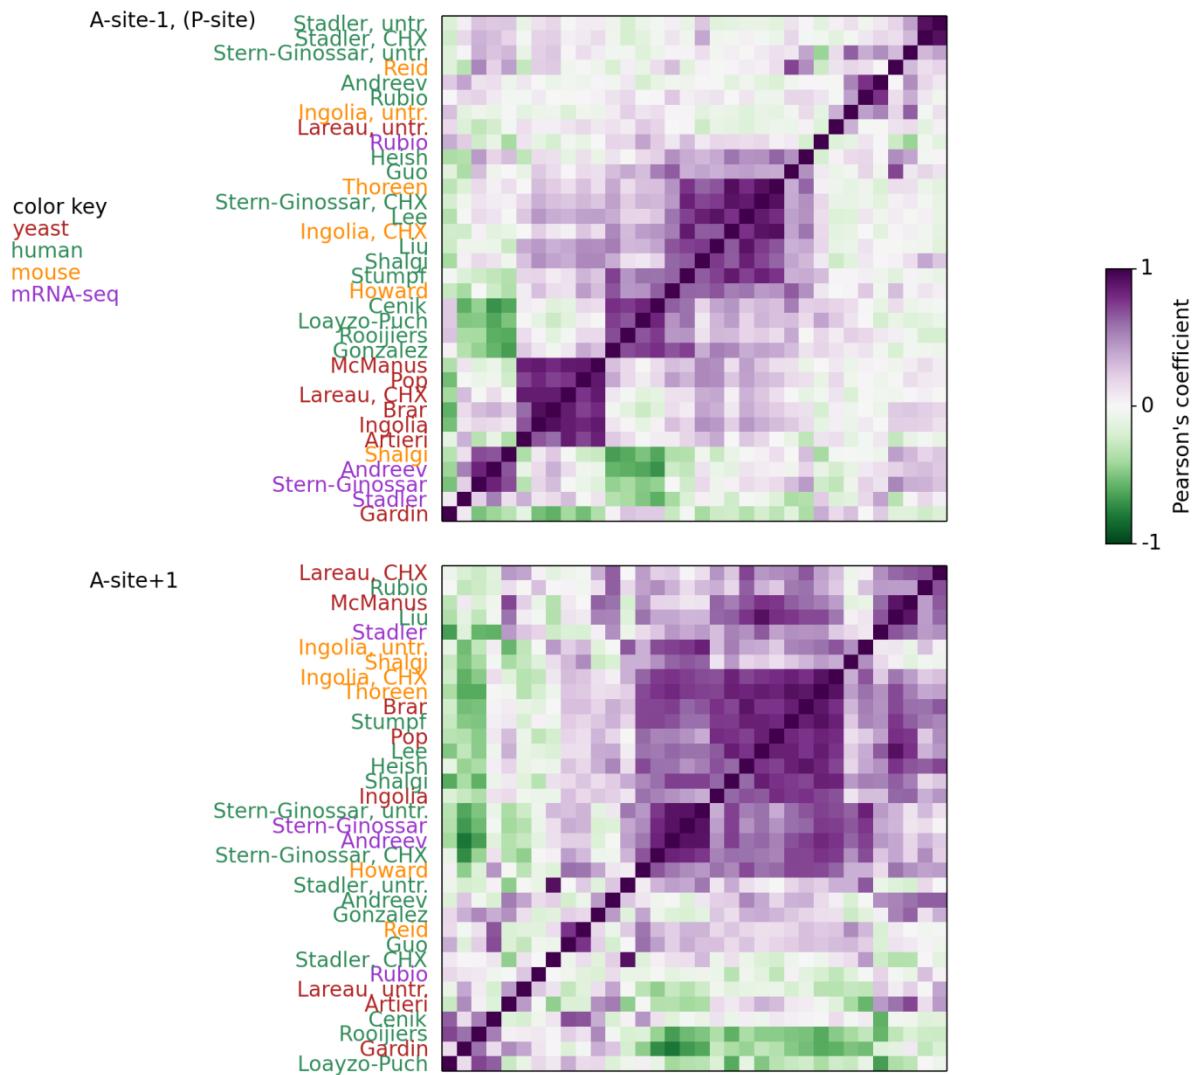 A-site-1, (P-site)
Stadler, untr.
Stadler, CHX
Stern-Ginossar, untr.
Reid
Andreev
Rubio
Ingolia, untr.
Lareau, untr.
Rubio
Heish
Guo
Thoreen
Stern-Ginossar, CHX
Lee
Ingolia, CHX
Liu
Shalgi
Stumpf
Howard
Cenik
Loayzo-Puch
Rooijiers
Gonzalez
McManus
Pop
Lareau, CHX
Brar
Ingolia
Artieri
Shalgi
Andreev
Stern-Ginossar
Stadler
Gardin
color key
yeast
human
mouse
mRNA-seq
1
0
-1
Pearson's coefficient
A-site+1
Lareau, CHX
Rubio
McManus
Liu
Stadler
Ingolia, untr.
Shalgi
Ingolia, CHX
Thoreen
Brar
Stumpf
Pop
Lee
Heish
Shalgi
Ingolia
Stern-Ginossar, untr.
Stern-Ginossar
Andreev
Stern-Ginossar, CHX
Howard
Stadler, untr.
Andreev
Gonzalez
Reid
Guo
Stadler, CHX
Rubio
Lareau, untr.
Artieri
Cenik
Rooijiers
Gardin
Loayzo-Puch